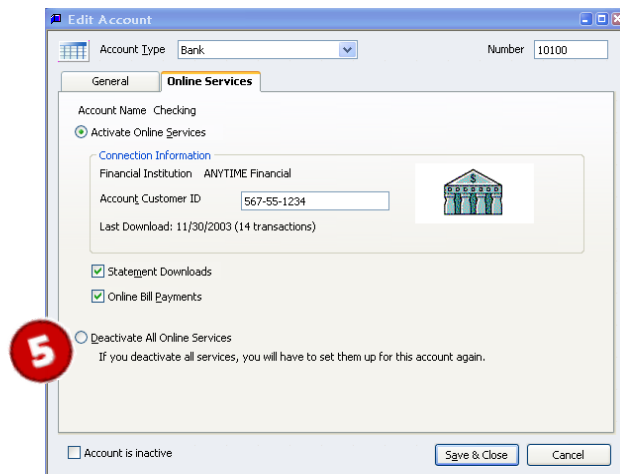 Edit Account
Account Type Bank Number 10100
General Online Services
Account Name Checking
Activate Online Services
Connection Information
Financial Institution ANYTIME Financial
Account Customer ID 567-55-1234
Last Download: 11/30/2003 (14 transactions)
$
Statement Downloads
Online Bill Payments
5 Deactivate All Online Services
If you deactivate all services, you will have to set them up for this account again.
Account is inactive Save & Close Cancel